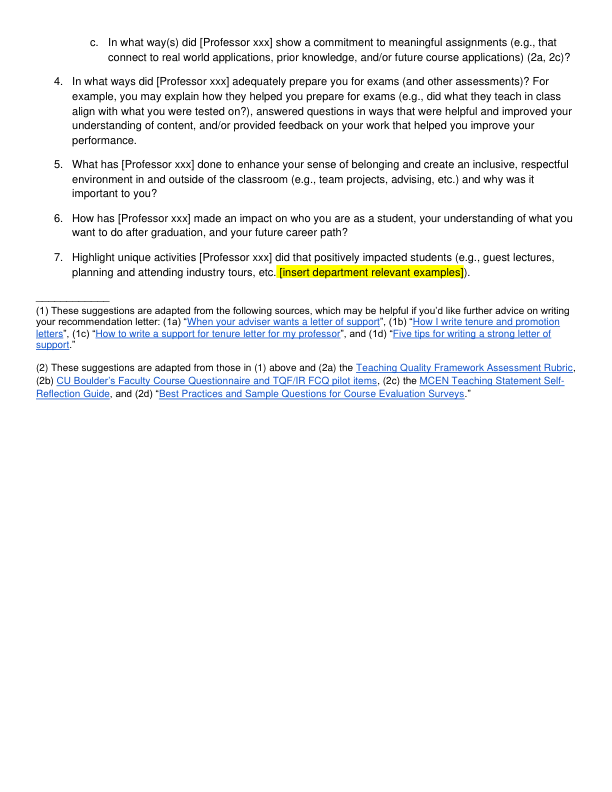 c. In what way(s) did [Professor xxx] show a commitment to meaningful assignments (e.g., that
connect to real world applications, prior knowledge, and/or future course applications) (2a, 2c)?
4. In what ways did [Professor xxx] adequately prepare you for exams (and other assessments)? For
example, you may explain how they helped you prepare for exams (e.g., did what they teach in class
align with what you were tested on?), answered questions in ways that were helpful and improved your
understanding of content, and/or provided feedback on your work that helped you improve your
performance.
5. What has [Professor xxx] done to enhance your sense of belonging and create an inclusive, respectful
environment in and outside of the classroom (e.g., team projects, advising, etc.) and why was it
important to you?
6. How has [Professor xxx] made an impact on who you are as a student, your understanding of what you
want to do after graduation, and your future career path?
7. Highlight unique activities [Professor xxx] did that positively impacted students (e.g., guest lectures,
planning and attending industry tours, etc. [insert department relevant examples]).
(1) These suggestions are adapted from the following sources, which may be helpful if you’d like further advice on writing
your recommendation letter: (1a) “When your adviser wants a letter of support”, (1b) “How I write tenure and promotion
letters”, (1c) “How to write a support for tenure letter for my professor”, and (1d) “Five tips for writing a strong letter of
support.”
(2) These suggestions are adapted from those in (1) above and (2a) the Teaching Quality Framework Assessment Rubric,
(2b) CU Boulder’s Faculty Course Questionnaire and TQF/IR FCQ pilot items, (2c) the MCEN Teaching Statement Self-
Reflection Guide, and (2d) “Best Practices and Sample Questions for Course Evaluation Surveys.”